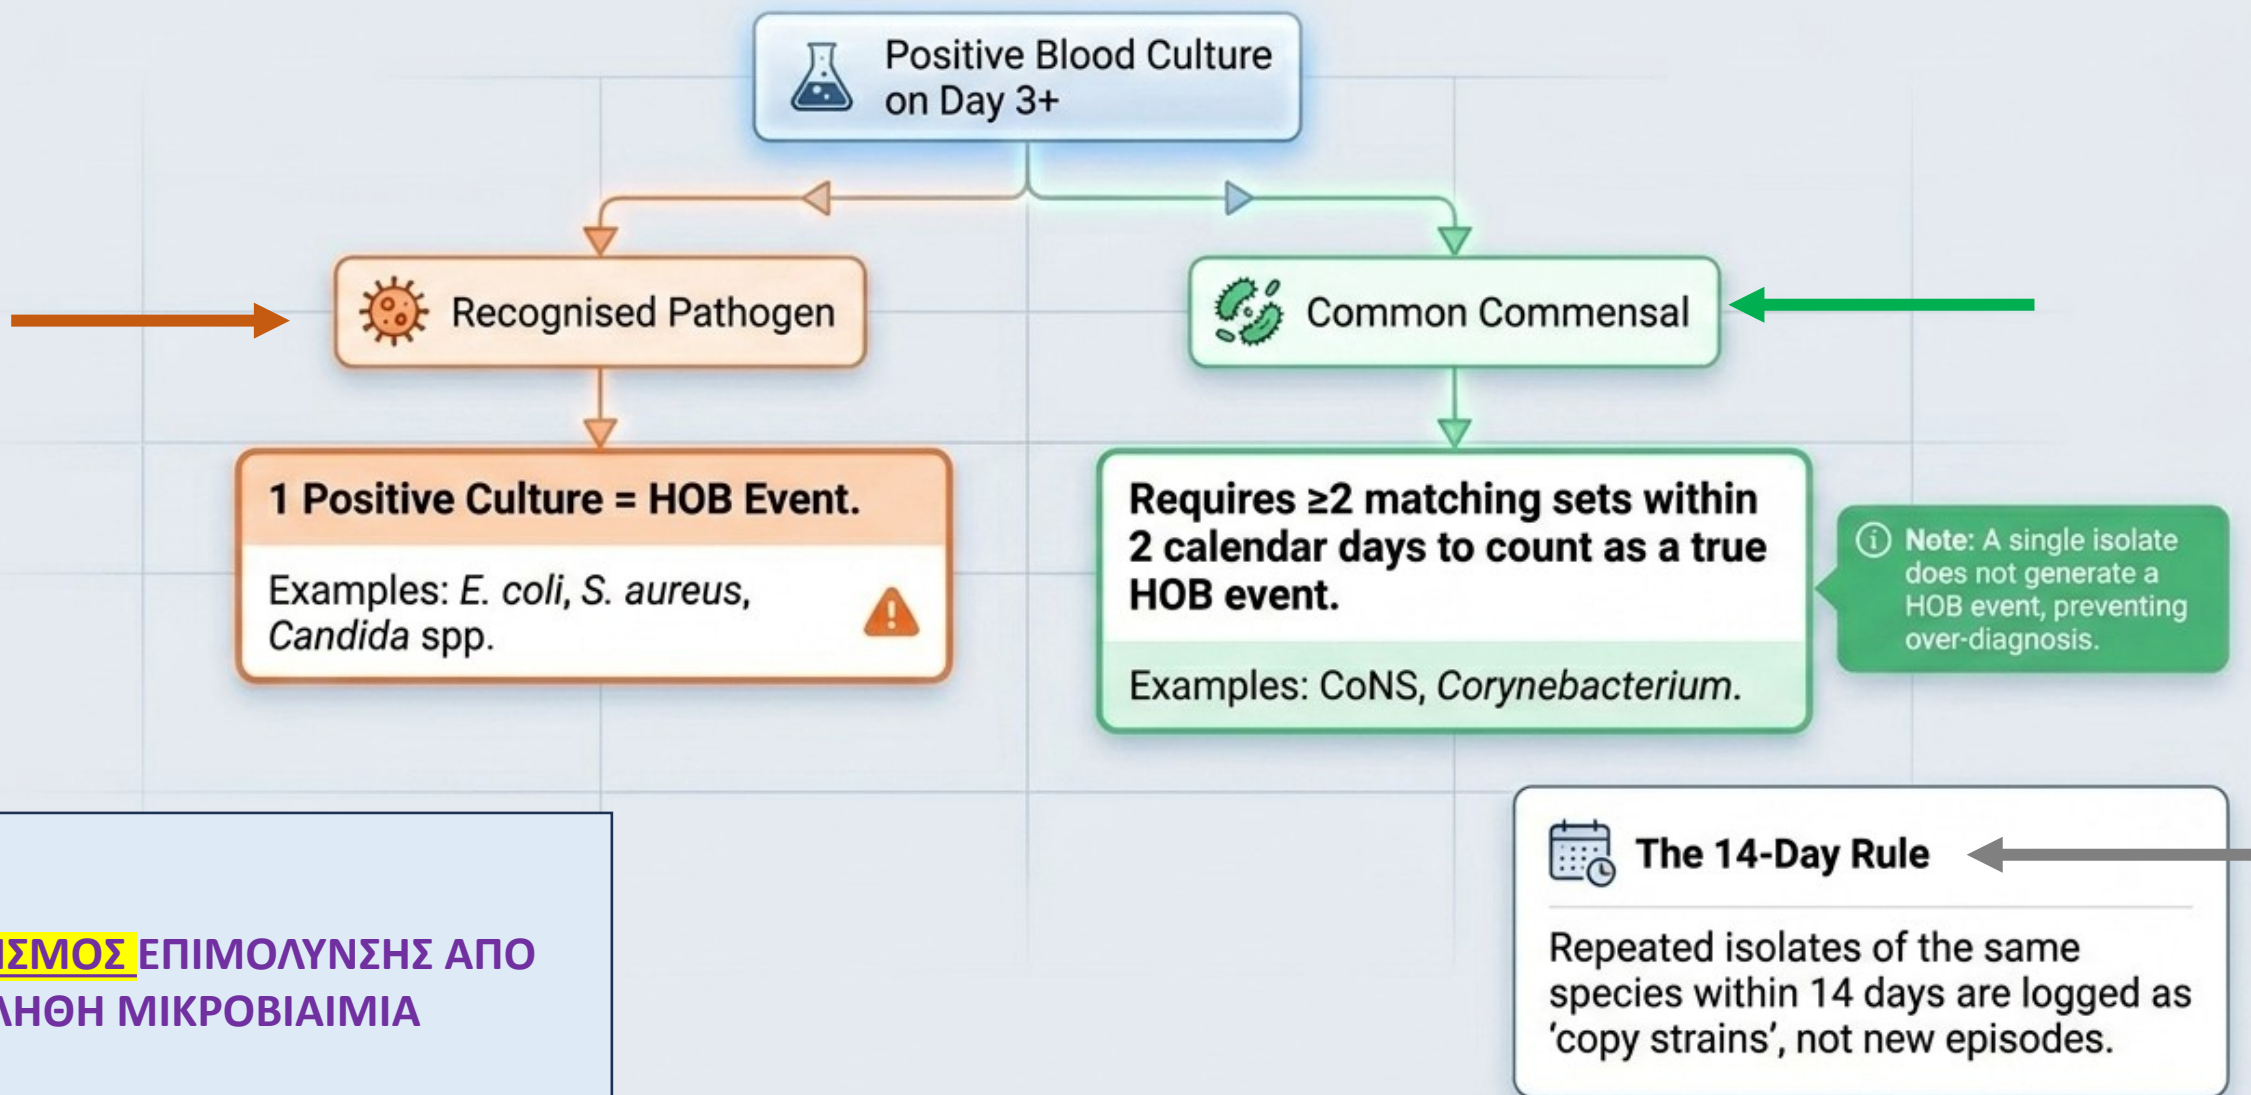 Positive Blood Culture
on Day 3+
Recognised Pathogen
Common Commensal
1 Positive Culture = HOB Event.
Examples: E. coli, S. aureus,
Candida spp.
Requires ≥2 matching sets within
2 calendar days to count as a true
HOB event.
Examples: CoNS, Corynebacterium.
Note: A single isolate
does not generate a
HOB event, preventing
over-diagnosis.
The 14-Day Rule
Repeated isolates of the same
species within 14 days are logged as
‘copy strains’, not new episodes.
ΕΠΙΜΟΛΥΝΣΗΣ ΑΠΟ
ΜΙΚΡΟΒΙΑΙΜΙΑ